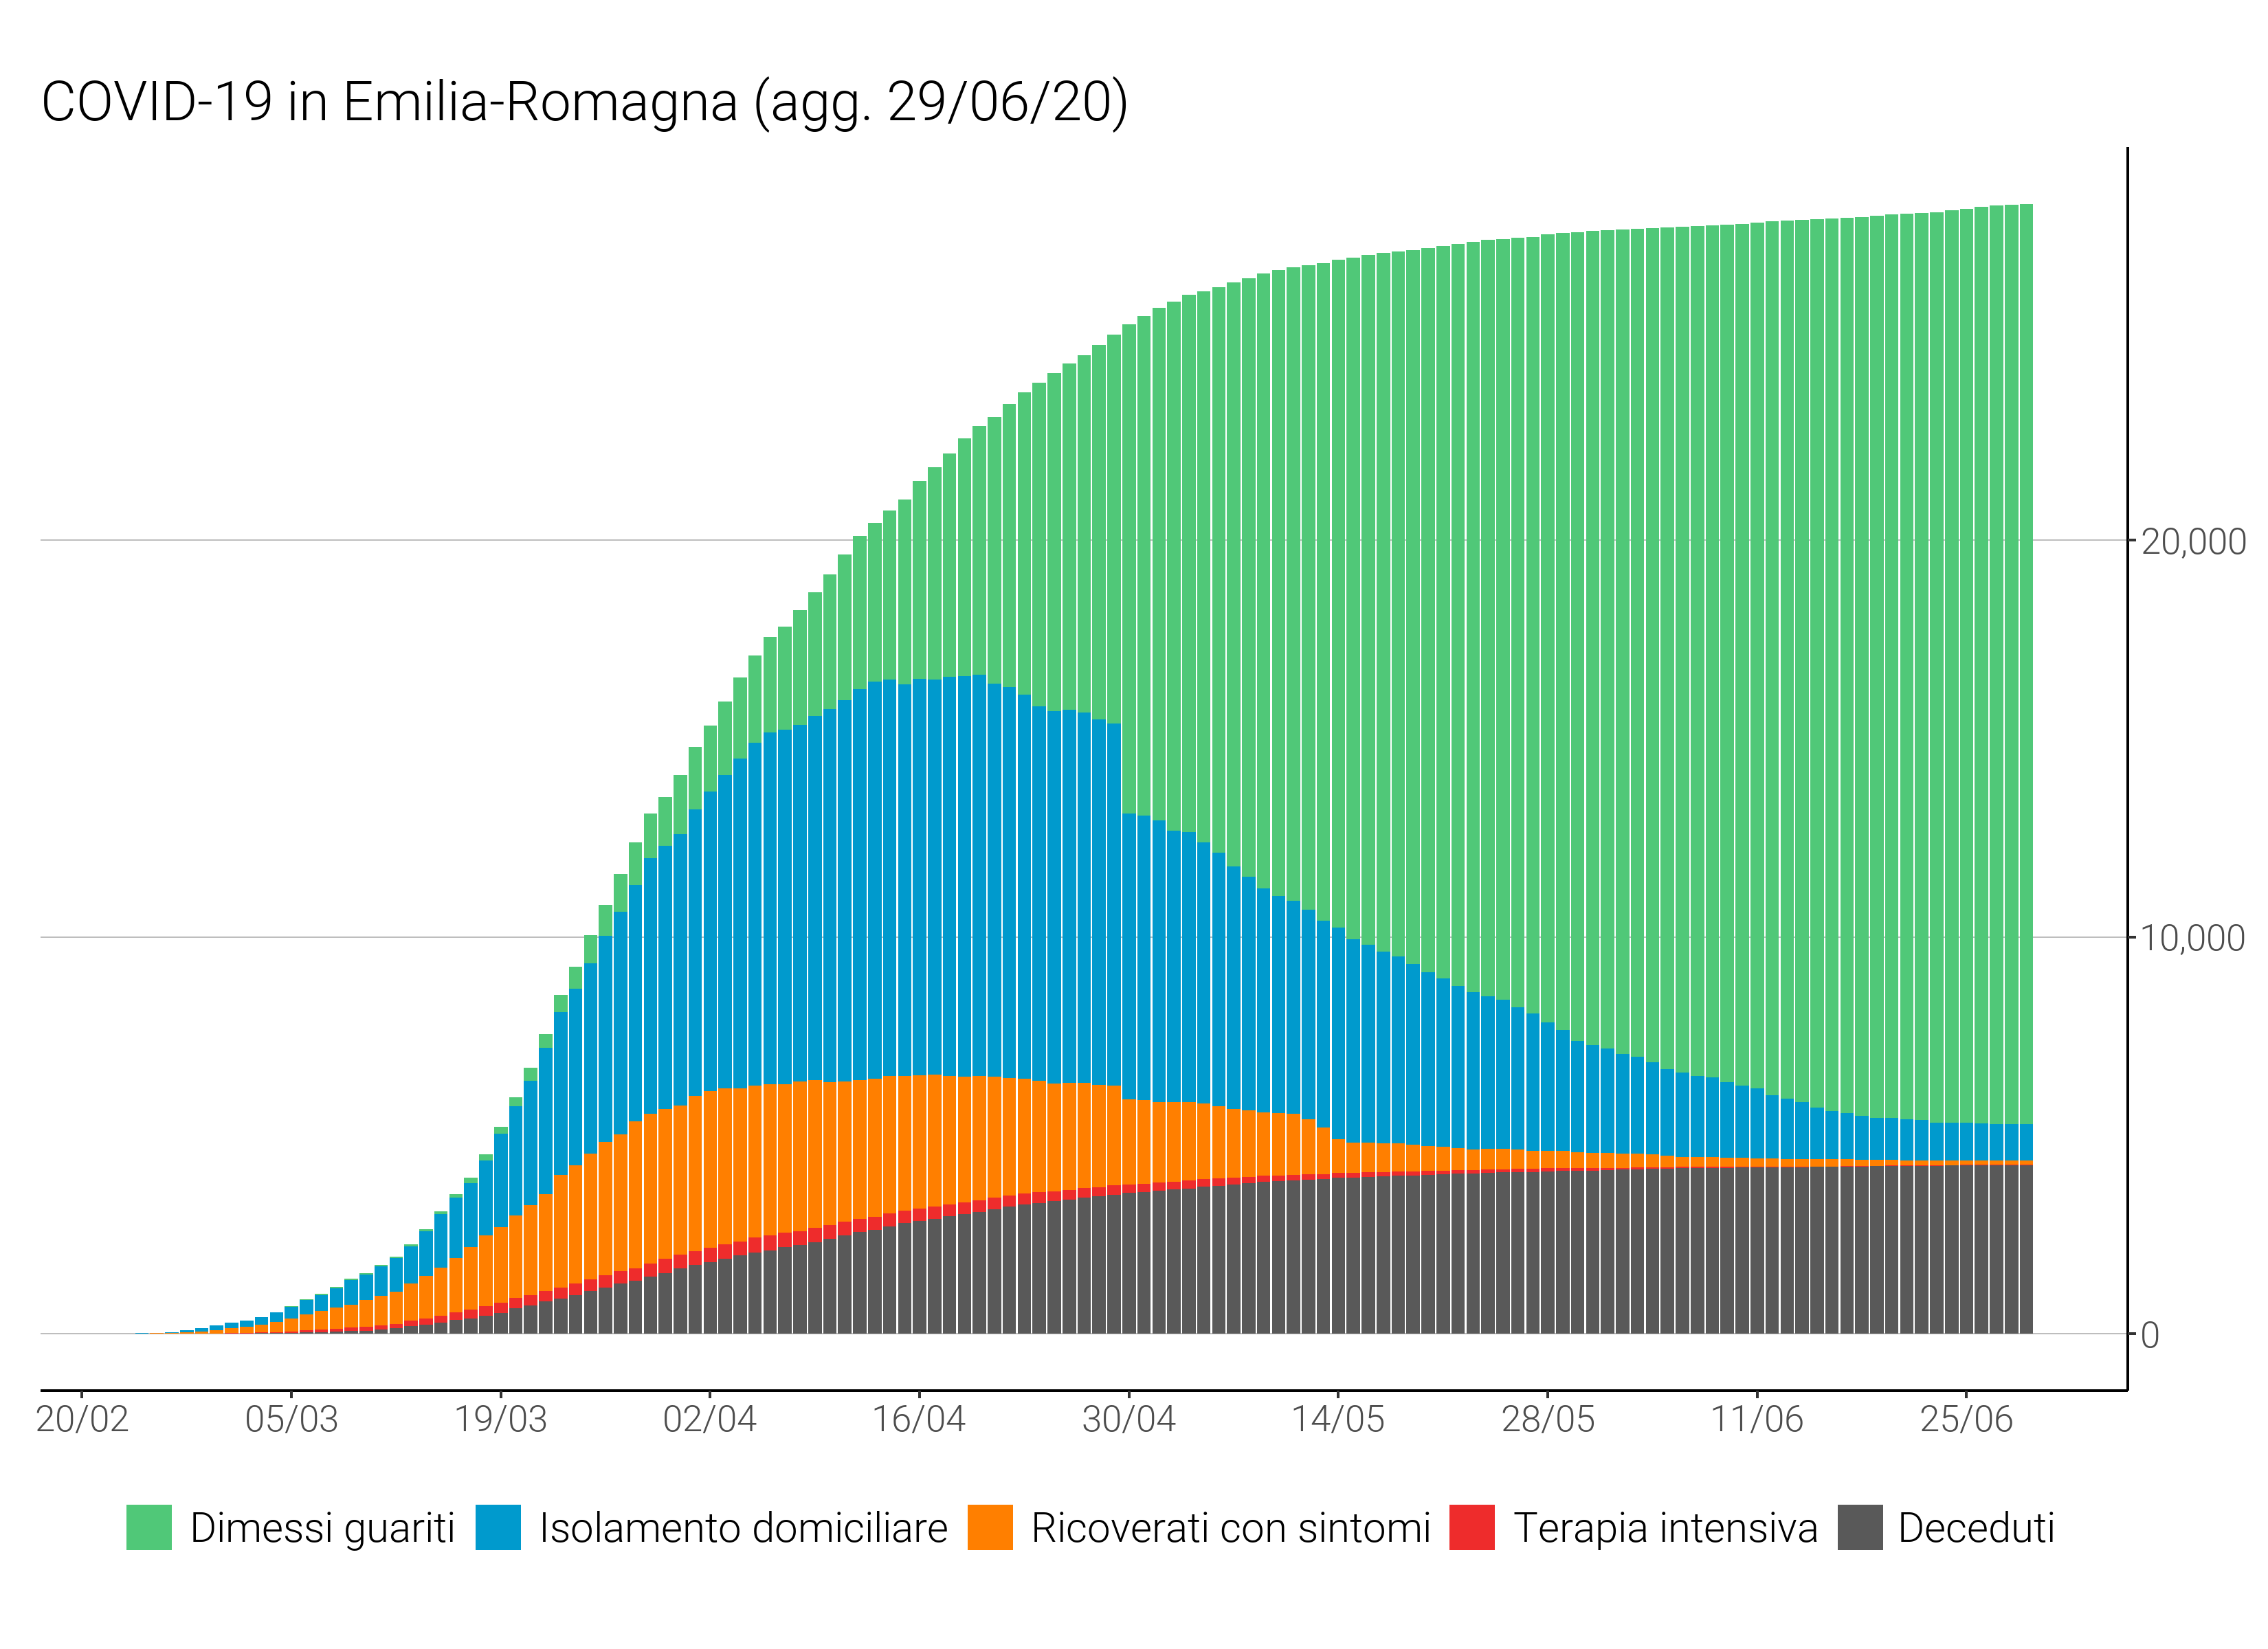 COVID-19 in Emilia-Romagna (agg. 29/06/20)
20,000
10,000
0
20/02 05/03 19/03 02/04 16/04 30/04 14/05 28/05 11/06 25/06
Dimessi guariti Isolamento domiciliare Ricoverati con sintomi Terapia intensiva Deceduti